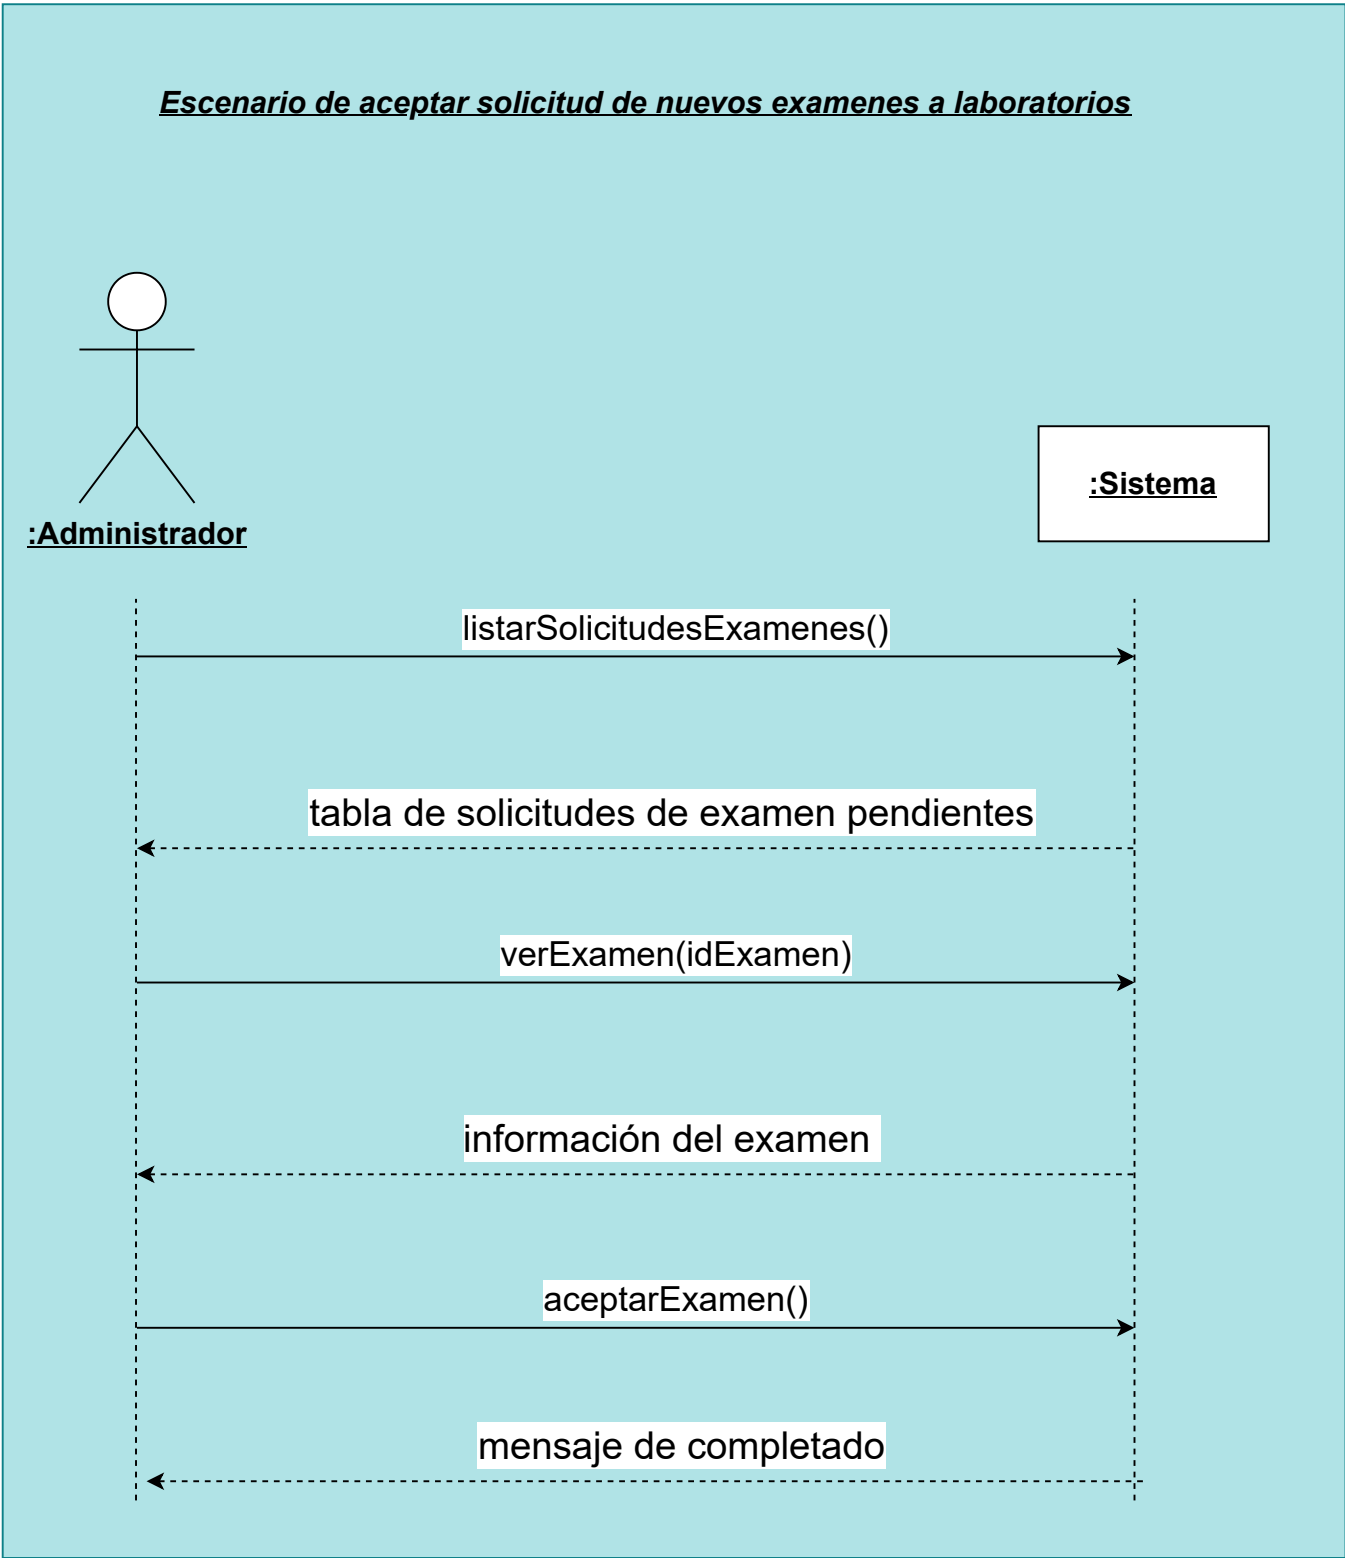 Escenario de aceptar solicitud de nuevos examenes a laboratorios
:Sistema
:Administrador
listarSolicitudesExamenes()
tabla de solicitudes de examen pendientes
verExamen(idExamen)
información del examen
aceptarExamen()
mensaje de completado